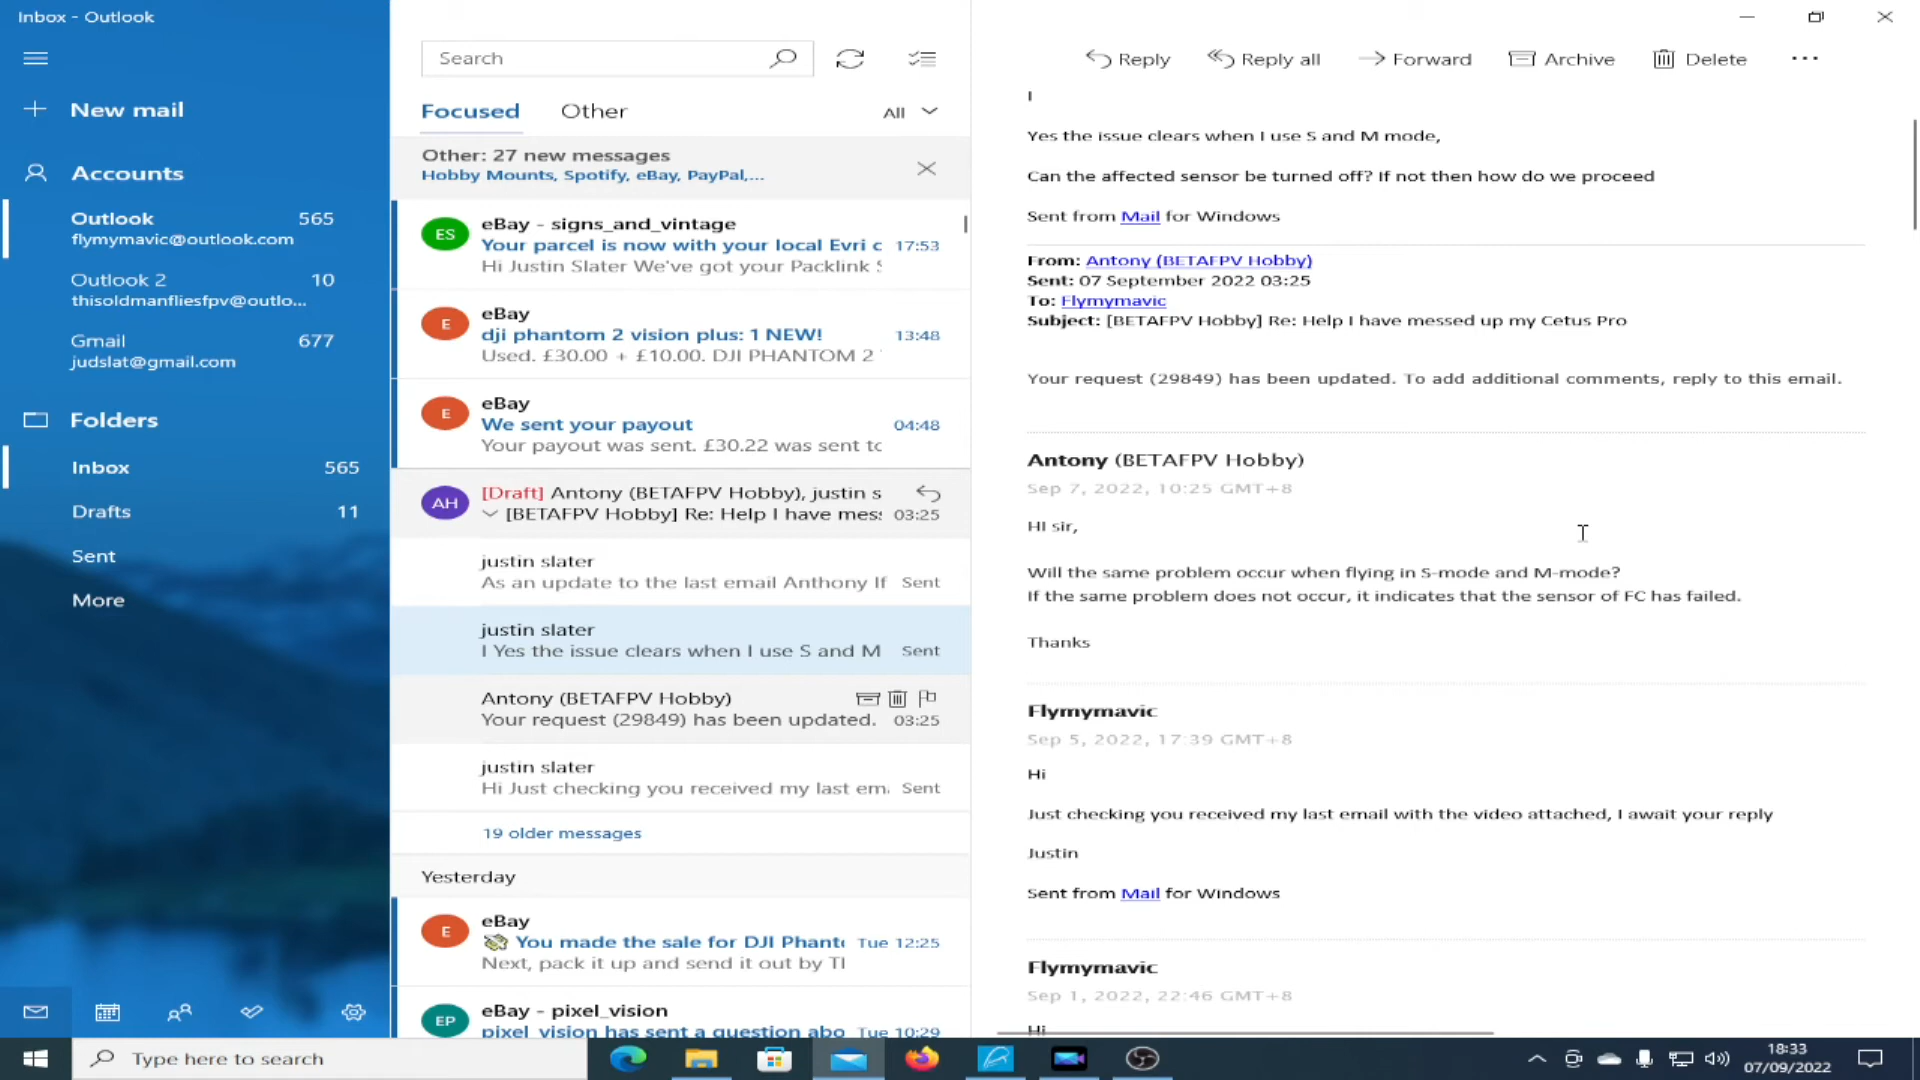 Inbox - Outlook
New mail
Accounts
Outlook 565
flymymavic@outlook.com
Outlook 2 10
thisoldmanfliesfpv@outlo...
Gmail 677
judslat@gmail.com
Folders
Inbox 565
Drafts 11
Sent
More
Search
Focused Other All
Other: 27 new messages
Hobby Mounts, Spotify, eBay, PayPal,...
ES
eBay - signs_and_vintage
Your parcel is now with your local Evri c 17:53
Hi Justin Slater We've got your Packlink S
E
eBay
dji phantom 2 vision plus: 1 NEW! 13:48
Used. £30.00 + £10.00. DJI PHANTOM 2
E
eBay
We sent your payout 04:48
Your payout was sent. £30.22 was sent to
AH
[Draft] Antony (BETAFPV Hobby), justin s
[BETAFPV Hobby] Re: Help I have mess 03:25
justin slater
As an update to the last email Anthony If Sent
justin slater
I Yes the issue clears when I use S and M Sent
Antony (BETAFPV Hobby)
Your request (29849) has been updated. 03:25
justin slater
Hi Just checking you received my last em. Sent
19 older messages
Yesterday
E
eBay
You made the sale for DJI Phant Tue 12:25
Next, pack it up and send it out by Tl
EP
eBay - pixel_vision
pixel_vision has sent a question abo Tue 10:29
Reply Reply all Forward Archive Delete
I
Yes the issue clears when I use S and M mode,
Can the affected sensor be turned off? If not then how do we proceed
Sent from Mail for Windows
From: Antony (BETAFPV Hobby)
Sent: 07 September 2022 03:25
To: Flymymavic
Subject: [BETAFPV Hobby] Re: Help I have messed up my Cetus Pro
Your request (29849) has been updated. To add additional comments, reply to this email.
Antony (BETAFPV Hobby)
Sep 7, 2022, 10:25 GMT+8
HI sir,
Will the same problem occur when flying in S-mode and M-mode?
If the same problem does not occur, it indicates that the sensor of FC has failed.
Thanks
Flymymavic
Sep 5, 2022, 17:39 GMT+8
Hi
Just checking you received my last email with the video attached, I await your reply
Justin
Sent from Mail for Windows
Flymymavic
Sep 1, 2022, 22:46 GMT+8
Hi
Type here to search
18:33
07/09/2022